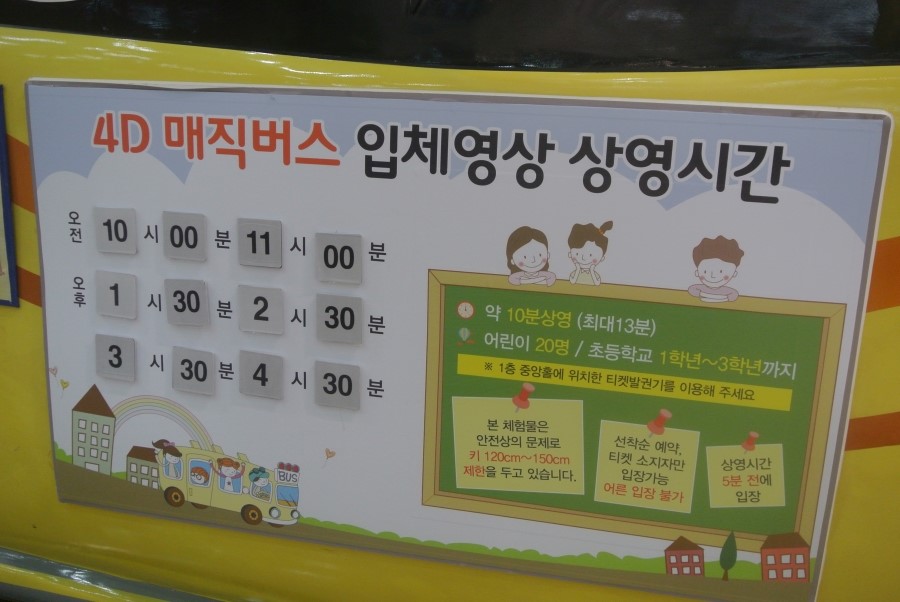 4D 매직버스 입체영상 상영시간
오전 10 시 00 분 11 시 00 분
오후 1 시 30 분 2 시 30 분
3 시 30 분 4 시 30 분
약 10분상영 (최대13분)
어린이 20명 / 초등학교 1학년~3학년까지
※ 1층 중앙홀에 위치한 티켓발권기를 이용해 주세요
본 체험물은
안전상의 문제로
키 120cm~150cm
제한을 두고 있습니다.
선착순 예약,
티켓 소지자만
입장가능
어른 입장 불가
상영시간
5분 전에
입장
BUS